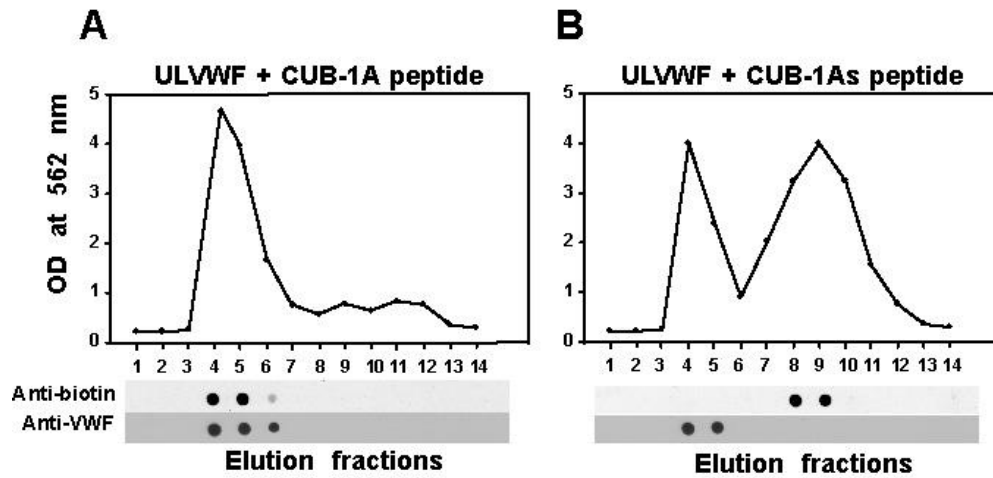 A
B
ULVWF + CUB-1A peptide
ULVWF + CUB-1As peptide
OD at 562 nm
5
4
3
2
1
0
5
4
3
2
1
0
1 2 3 4 5 6 7 8 9 10 11 12 13 14
1 2 3 4 5 6 7 8 9 10 11 12 13 14
Anti-biotin
Anti-VWF
Elution fractions
Elution fractions